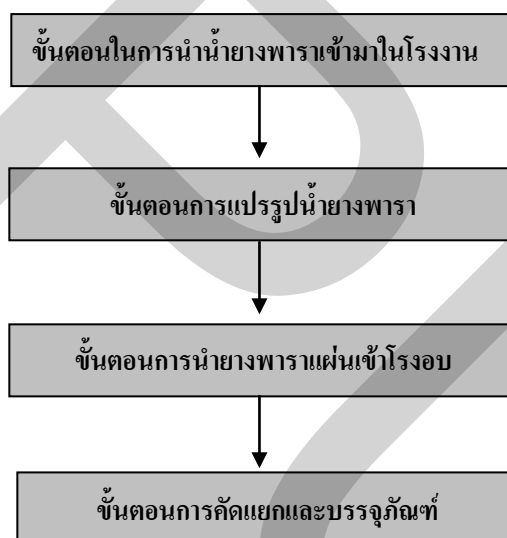 ขั้นตอนในการนำน้ำยางพาราเข้ามาในโรงงาน
ขั้นตอนการแปรรูปน้ำยางพารา
ขั้นตอนการนำยางพาราแผ่นเข้าโรงอบ
ขั้นตอนการคัดแยกและบรรจุภัณฑ์